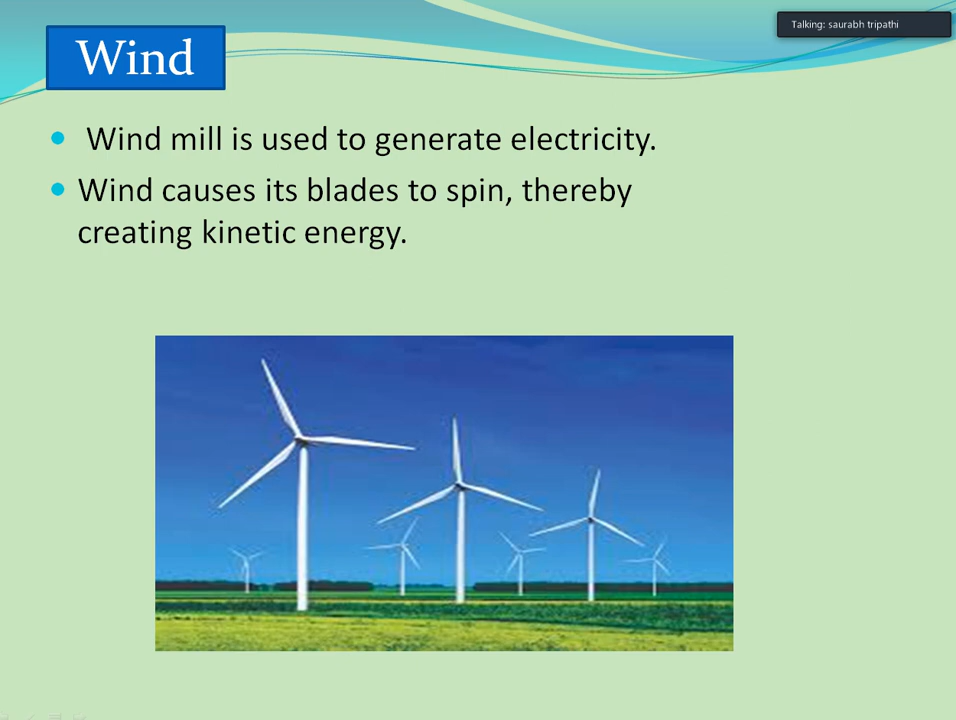 Talking: saurabh tripathi
Wind
Wind mill is used to generate electricity.
Wind causes its blades to spin, thereby
creating kinetic energy.